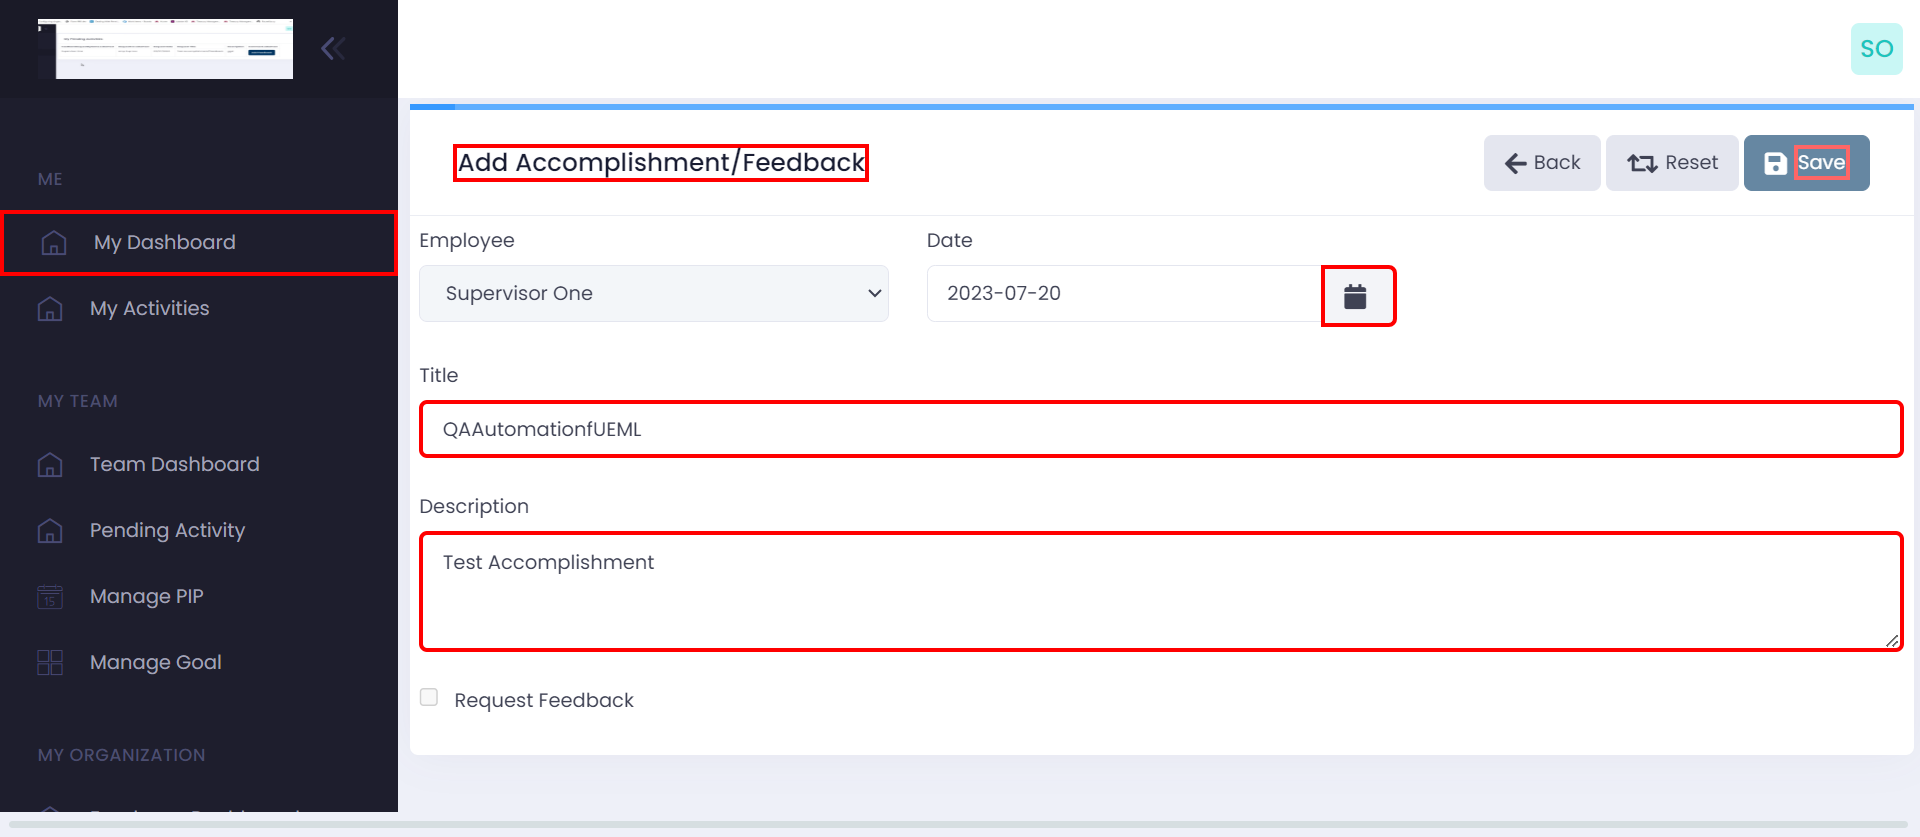 SO
Add Accomplishment/Feedback
Back
Reset
Save
ME
My Dashboard
My Activities
MY TEAM
Team Dashboard
Pending Activity
15
Manage PIP
Manage Goal
MY ORGANIZATION
Employee
Supervisor One
Date
2023-07-20
Title
QAAutomationfUEML
Description
Test Accomplishment
Request Feedback